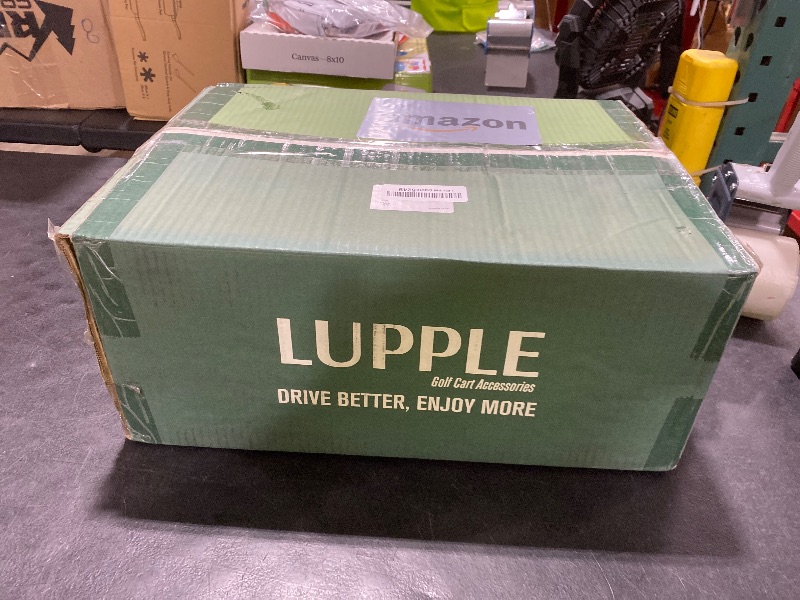 Canvas—8x10
amazon
LUPPLE
Golf Cart Accessories
DRIVE BETTER, ENJOY MORE